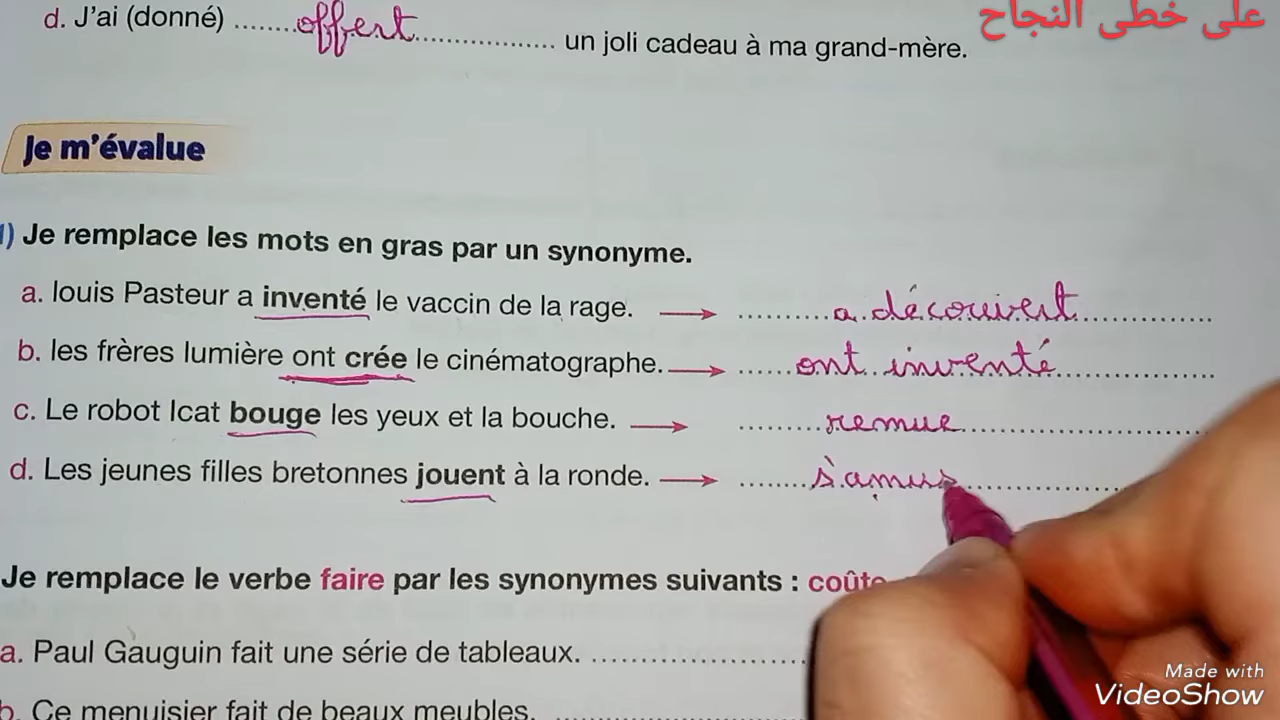 على خطى النجاح
d. J'ai (donné) .......offert................. un joli cadeau à ma grand-mère.
Je m'évalue
1) Je remplace les mots en gras par un synonyme.
a. louis Pasteur a inventé le vaccin de la rage. → ..........a découvert...............
b. les frères lumière ont crée le cinématographe. → ......ont inventé..................
c. Le robot Icat bouge les yeux et la bouche. → .........remue...........................
d. Les jeunes filles bretonnes jouent à la ronde. → ........s'amus..................
Je remplace le verbe faire par les synonymes suivants : coûte
a. Paul Gauguin fait une série de tableaux. .........................
b. Ce menuisier fait de beaux meubles. .........................
Made with
VideoShow